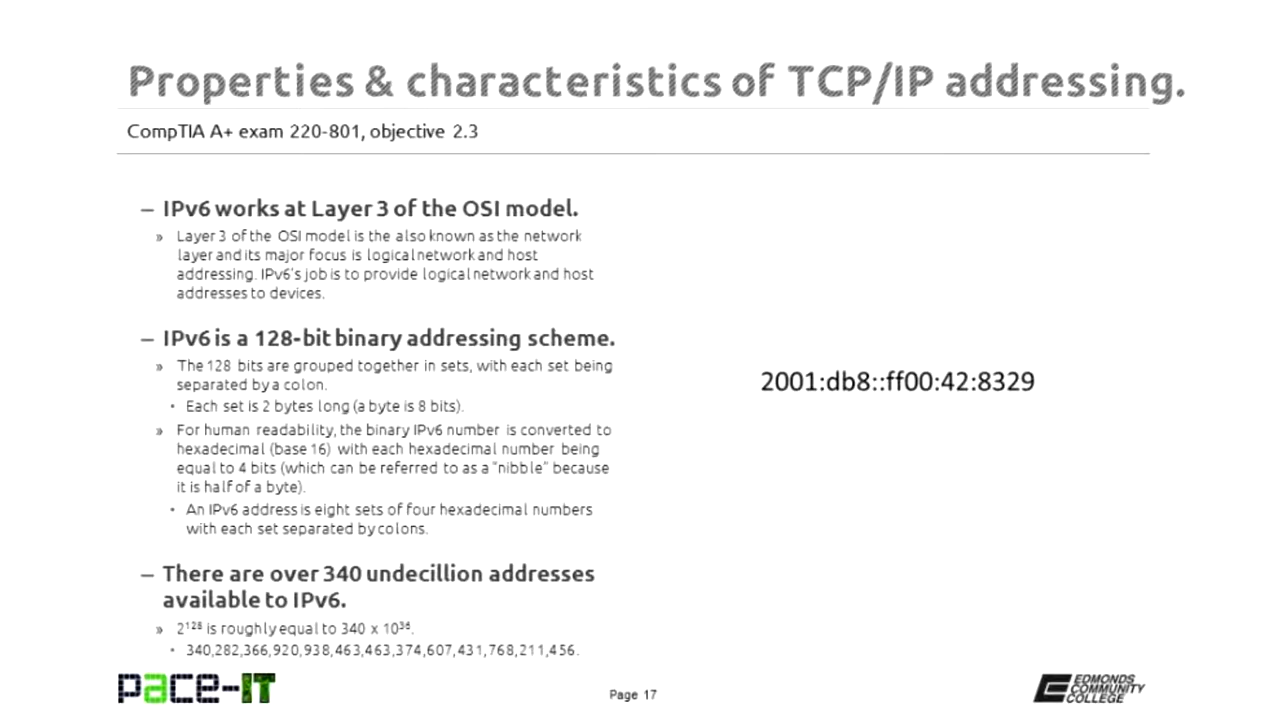 Properties & characteristics of TCP/IP addressing.
CompTIA A+ exam 220-801, objective 2.3
– IPv6 works at Layer 3 of the OSI model.
» Layer 3 of the OSI model is the also known as the network
layer and its major focus is logical network and host
addressing. IPv6's job is to provide logical network and host
addresses to devices.
– IPv6 is a 128-bit binary addressing scheme.
» The 128 bits are grouped together in sets, with each set being
separated by a colon.
• Each set is 2 bytes long (a byte is 8 bits).
» For human readability, the binary IPv6 number is converted to
hexadecimal (base 16) with each hexadecimal number being
equal to 4 bits (which can be referred to as a "nibble" because
it is half of a byte).
• An IPv6 address is eight sets of four hexadecimal numbers
with each set separated by colons.
– There are over 340 undecillion addresses
available to IPv6.
» 2¹²⁸ is roughly equal to 340 x 10³⁶.
• 340,282,366,920,938,463,463,374,607,431,768,211,456.
2001:db8::ff00:42:8329
pace-IT
Page 17
EDMONDS
COMMUNITY
COLLEGE